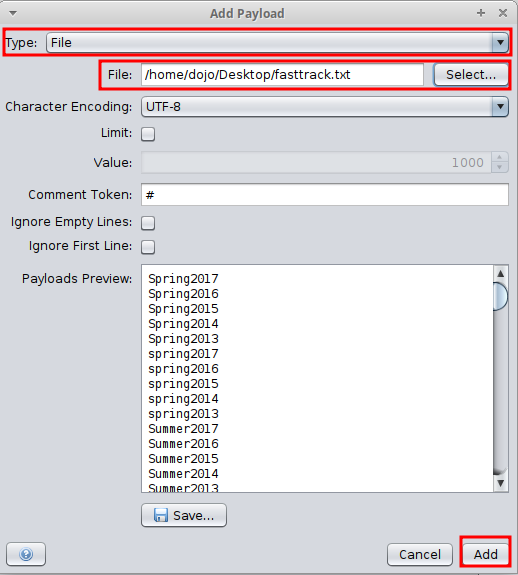 Add Payload
Type: File
File: /home/dojo/Desktop/fasttrack.txt Select...
Character Encoding: UTF-8
Limit:
Value: 1000
Comment Token: #
Ignore Empty Lines:
Ignore First Line:
Payloads Preview:
Spring2017
Spring2016
Spring2015
Spring2014
Spring2013
spring2017
spring2016
spring2015
spring2014
spring2013
Summer2017
Summer2016
Summer2015
Summer2014
Summer2013
Save...
? Cancel Add